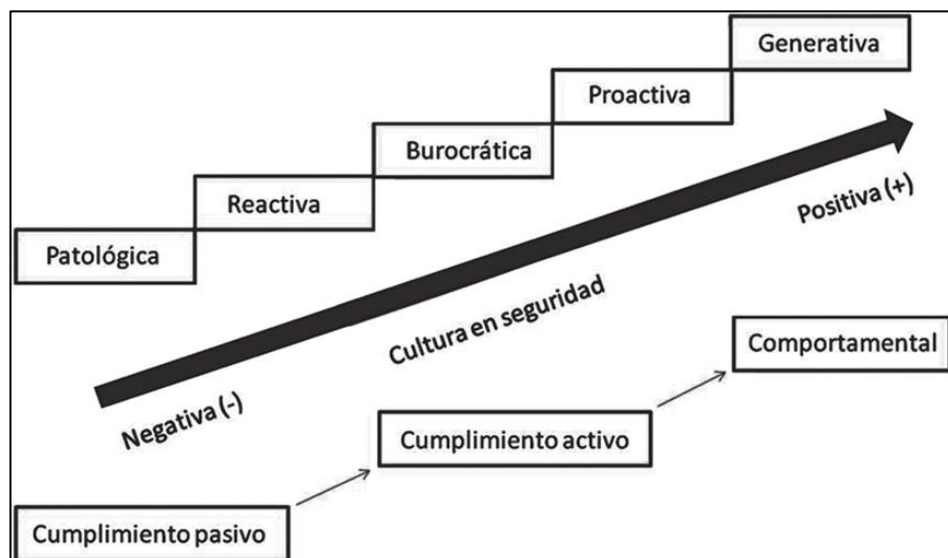 Generativa
Proactiva
Burocrática
Reactiva
Patológica
Positiva (+)
Cultura en seguridad
Negativa (-)
Comportamental
Cumplimiento activo
Cumplimiento pasivo